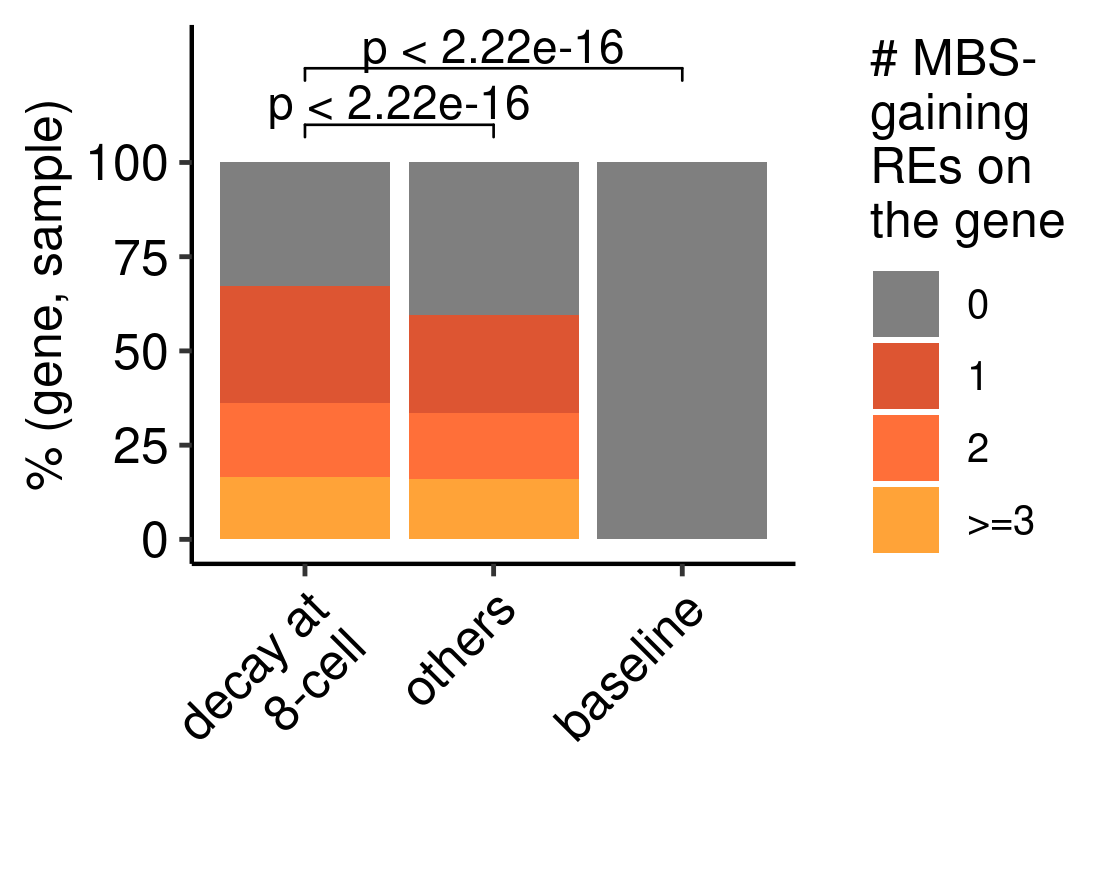 p < 2.22e-16
p < 2.22e-16
% (gene, sample)
100
75
50
25
0
decay at
8-cell
others
baseline
# MBS-
gaining
REs on
the gene
0
1
2
>=3